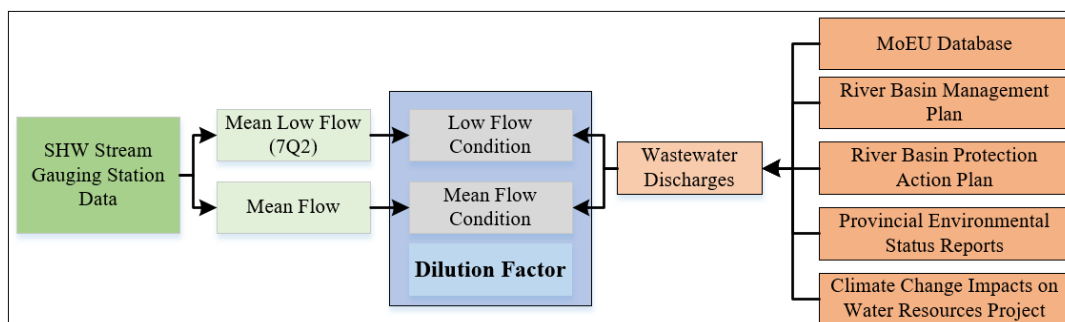 SHW Stream
Gauging Station
Data
Mean Low Flow
(7Q2)
Mean Flow
Low Flow
Condition
Mean Flow
Condition
Dilution Factor
Wastewater
Discharges
MoEU Database
River Basin Management
Plan
River Basin Protection
Action Plan
Provincial Environmental
Status Reports
Climate Change Impacts on
Water Resources Project